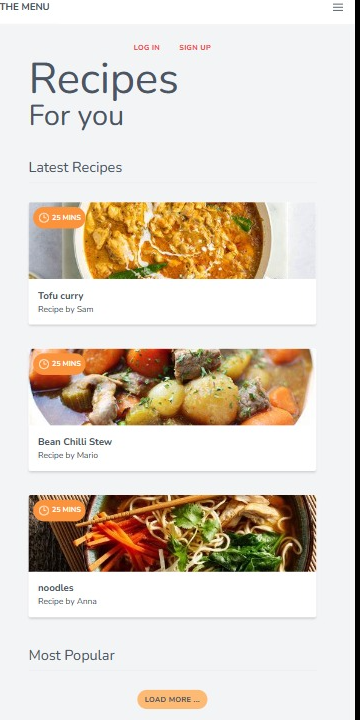 THE MENU
LOG IN SIGN UP
Recipes
For you
Latest Recipes
25 MINS
Tofu curry
Recipe by Sam
25 MINS
Bean Chilli Stew
Recipe by Mario
25 MINS
noodles
Recipe by Anna
Most Popular
LOAD MORE ...